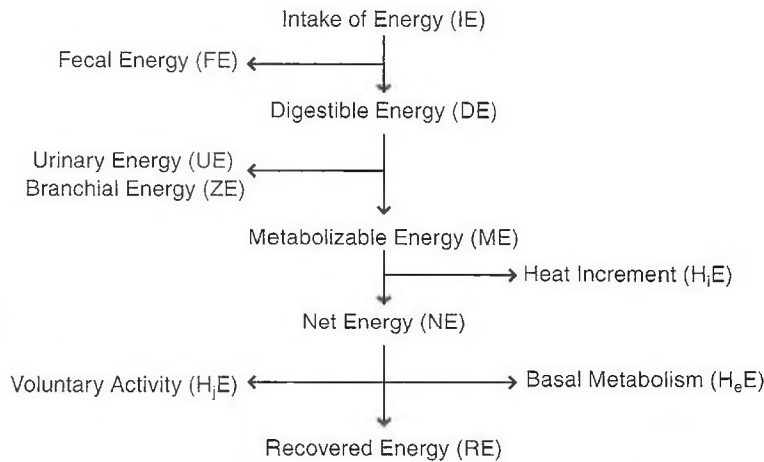 Intake of Energy (IE)
Fecal Energy (FE)
Digestible Energy (DE)
Urinary Energy (UE)
Branchial Energy (ZE)
Metabolizable Energy (ME)
Heat Increment (HᵢE)
Net Energy (NE)
Voluntary Activity (HⱼE)
Basal Metabolism (HₑE)
Recovered Energy (RE)